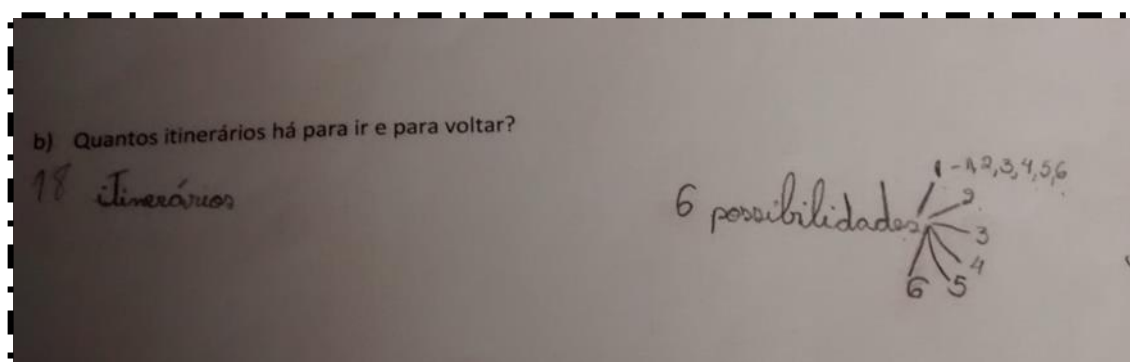 b) Quantos itinerários há para ir e para voltar?
18 itinerários
6 possibilidades
1 - 1, 2, 3, 4, 5, 6
2
3
4
5
6